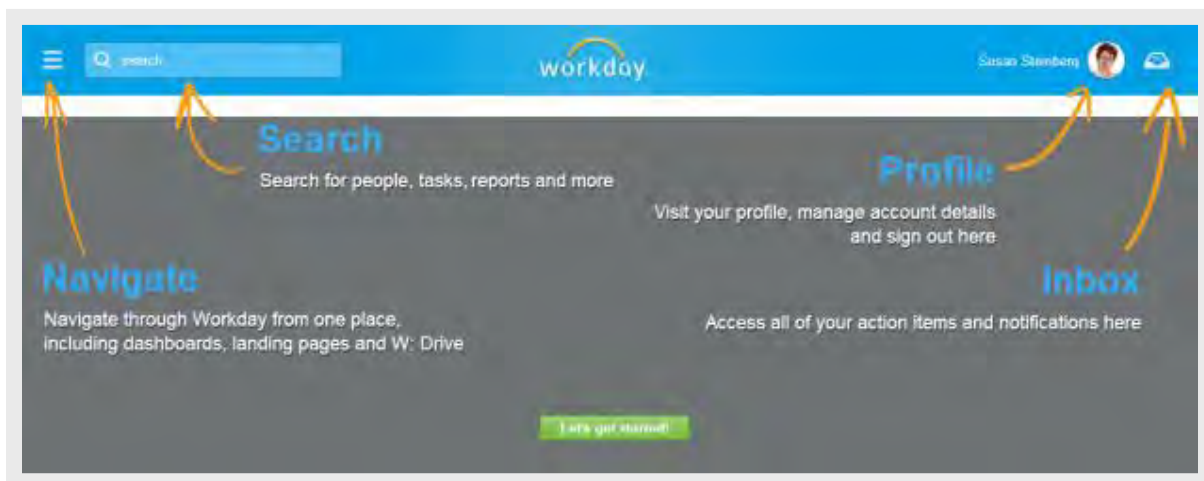 search
workday
Susan Steinberg
Search
Search for people, tasks, reports and more
Profile
Visit your profile, manage account details
and sign out here
Navigate
Navigate through Workday from one place,
including dashboards, landing pages and W: Drive
Inbox
Access all of your action items and notifications here
Let's get started!